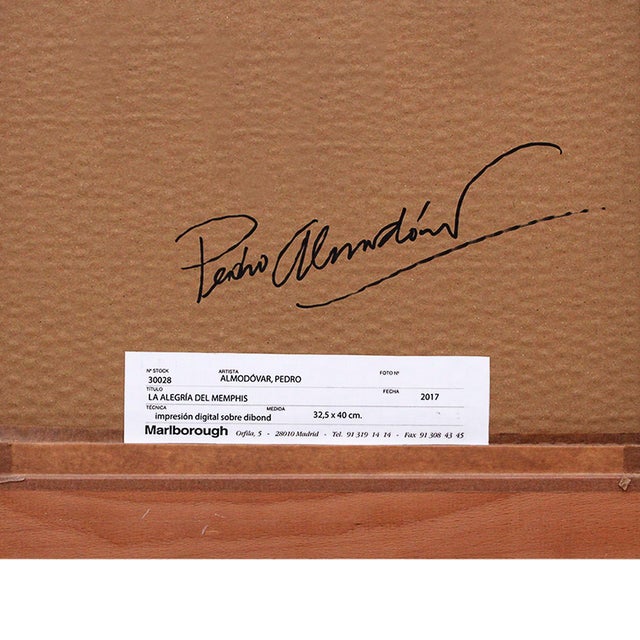 Pedro Almodóvar
Nº STOCK ARTISTA FOTO Nº
30028 ALMODÓVAR, PEDRO
TITULO FECHA
LA ALEGRÍA DEL MEMPHIS 2017
TÉCNICA MEDIDA
impresión digital sobre dibond 32,5 x 40 cm.
Marlborough Orfila, 5 - 28010 Madrid - Tel. 91 319 14 14 - Fax 91 308 43 45